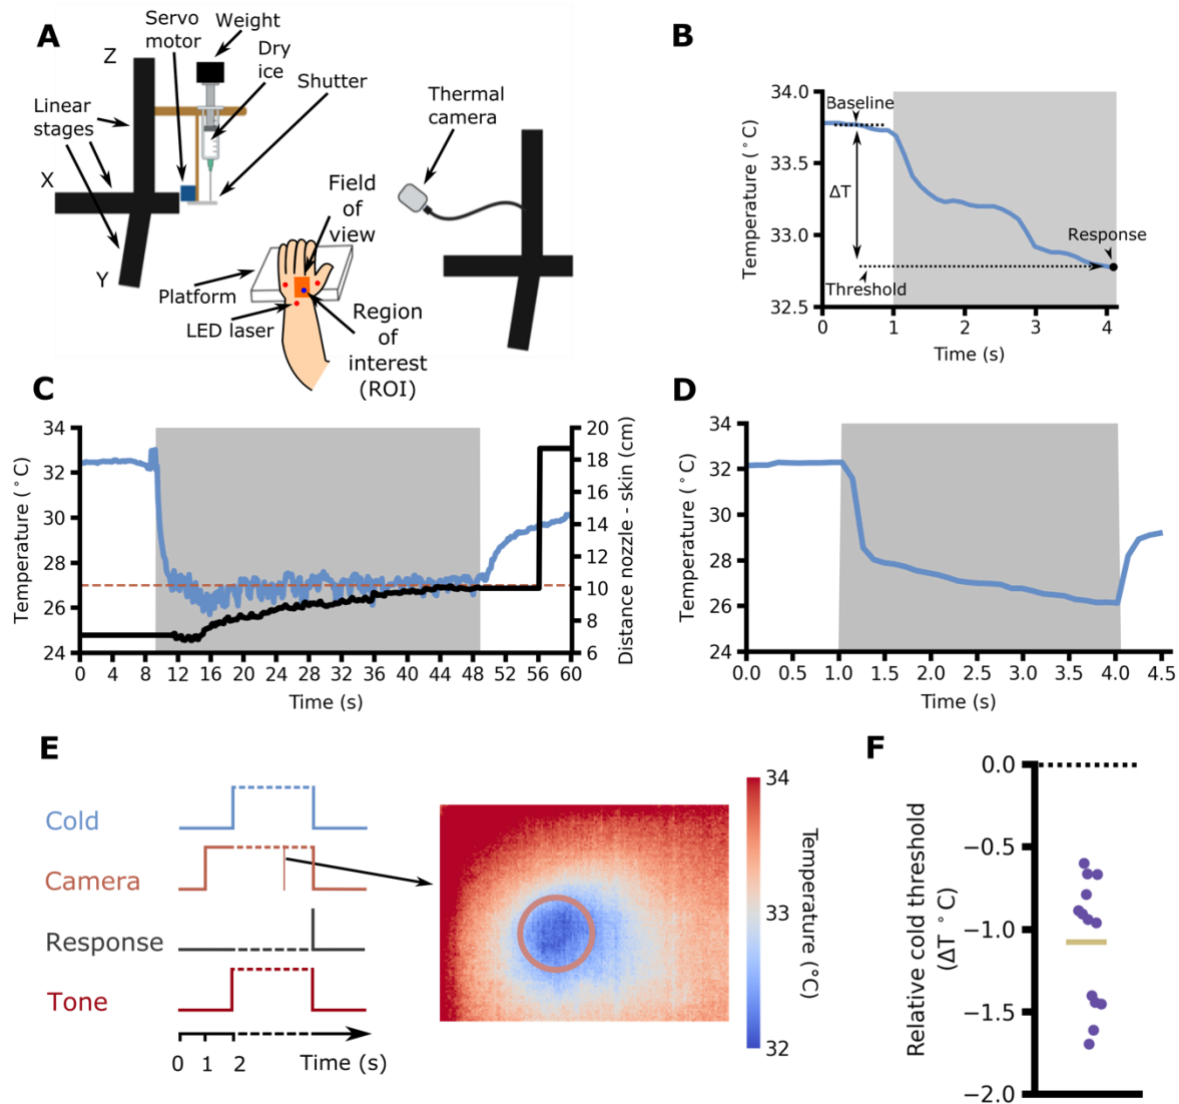 A
Servo
motor
Weight
Dry
ice
Z
Shutter
Linear
stages
Thermal
camera
X
Field
of
view
Y
Platform
LED laser
Region
of
interest
(ROI)
B
34.0
33.5
33.0
32.5
Temperature (°C)
Baseline
ΔT
Response
Threshold
0 1 2 3 4
Time (s)
C
34
32
30
28
26
24
Temperature (°C)
20
18
16
14
12
10
8
6
Distance nozzle - skin (cm)
0 4 8 12 16 20 24 28 32 36 40 44 48 52 56 60
Time (s)
D
34
32
30
28
26
24
Temperature (°C)
0.0 0.5 1.0 1.5 2.0 2.5 3.0 3.5 4.0 4.5
Time (s)
E
Cold
Camera
Response
Tone
0 1 2 Time (s)
34
33
32
Temperature (°C)
F
0.0
−0.5
−1.0
−1.5
−2.0
Relative cold threshold
(ΔT °C)